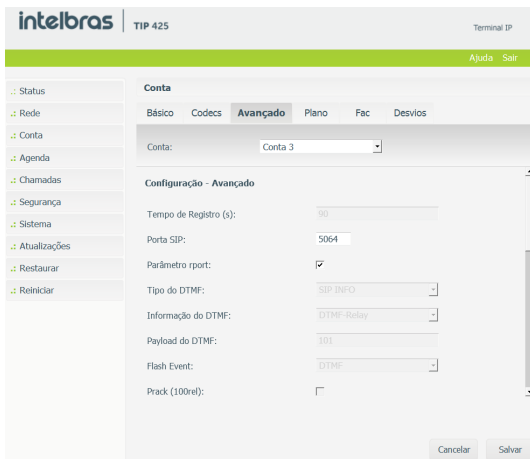 intelbras TIP 425 Terminal IP
Ajuda Sair
.: Status
.: Rede
.: Conta
.: Agenda
.: Chamadas
.: Segurança
.: Sistema
.: Atualizações
.: Restaurar
.: Reiniciar
Conta
Básico Codecs Avançado Plano Fac Desvios
Conta: Conta 3
Configuração - Avançado
Tempo de Registro (s): 90
Porta SIP: 5064
Parâmetro rport:
Tipo do DTMF: SIP INFO
Informação do DTMF: DTMF-Relay
Payload do DTMF: 101
Flash Event: DTMF
Prack (100rel):
Cancelar Salvar